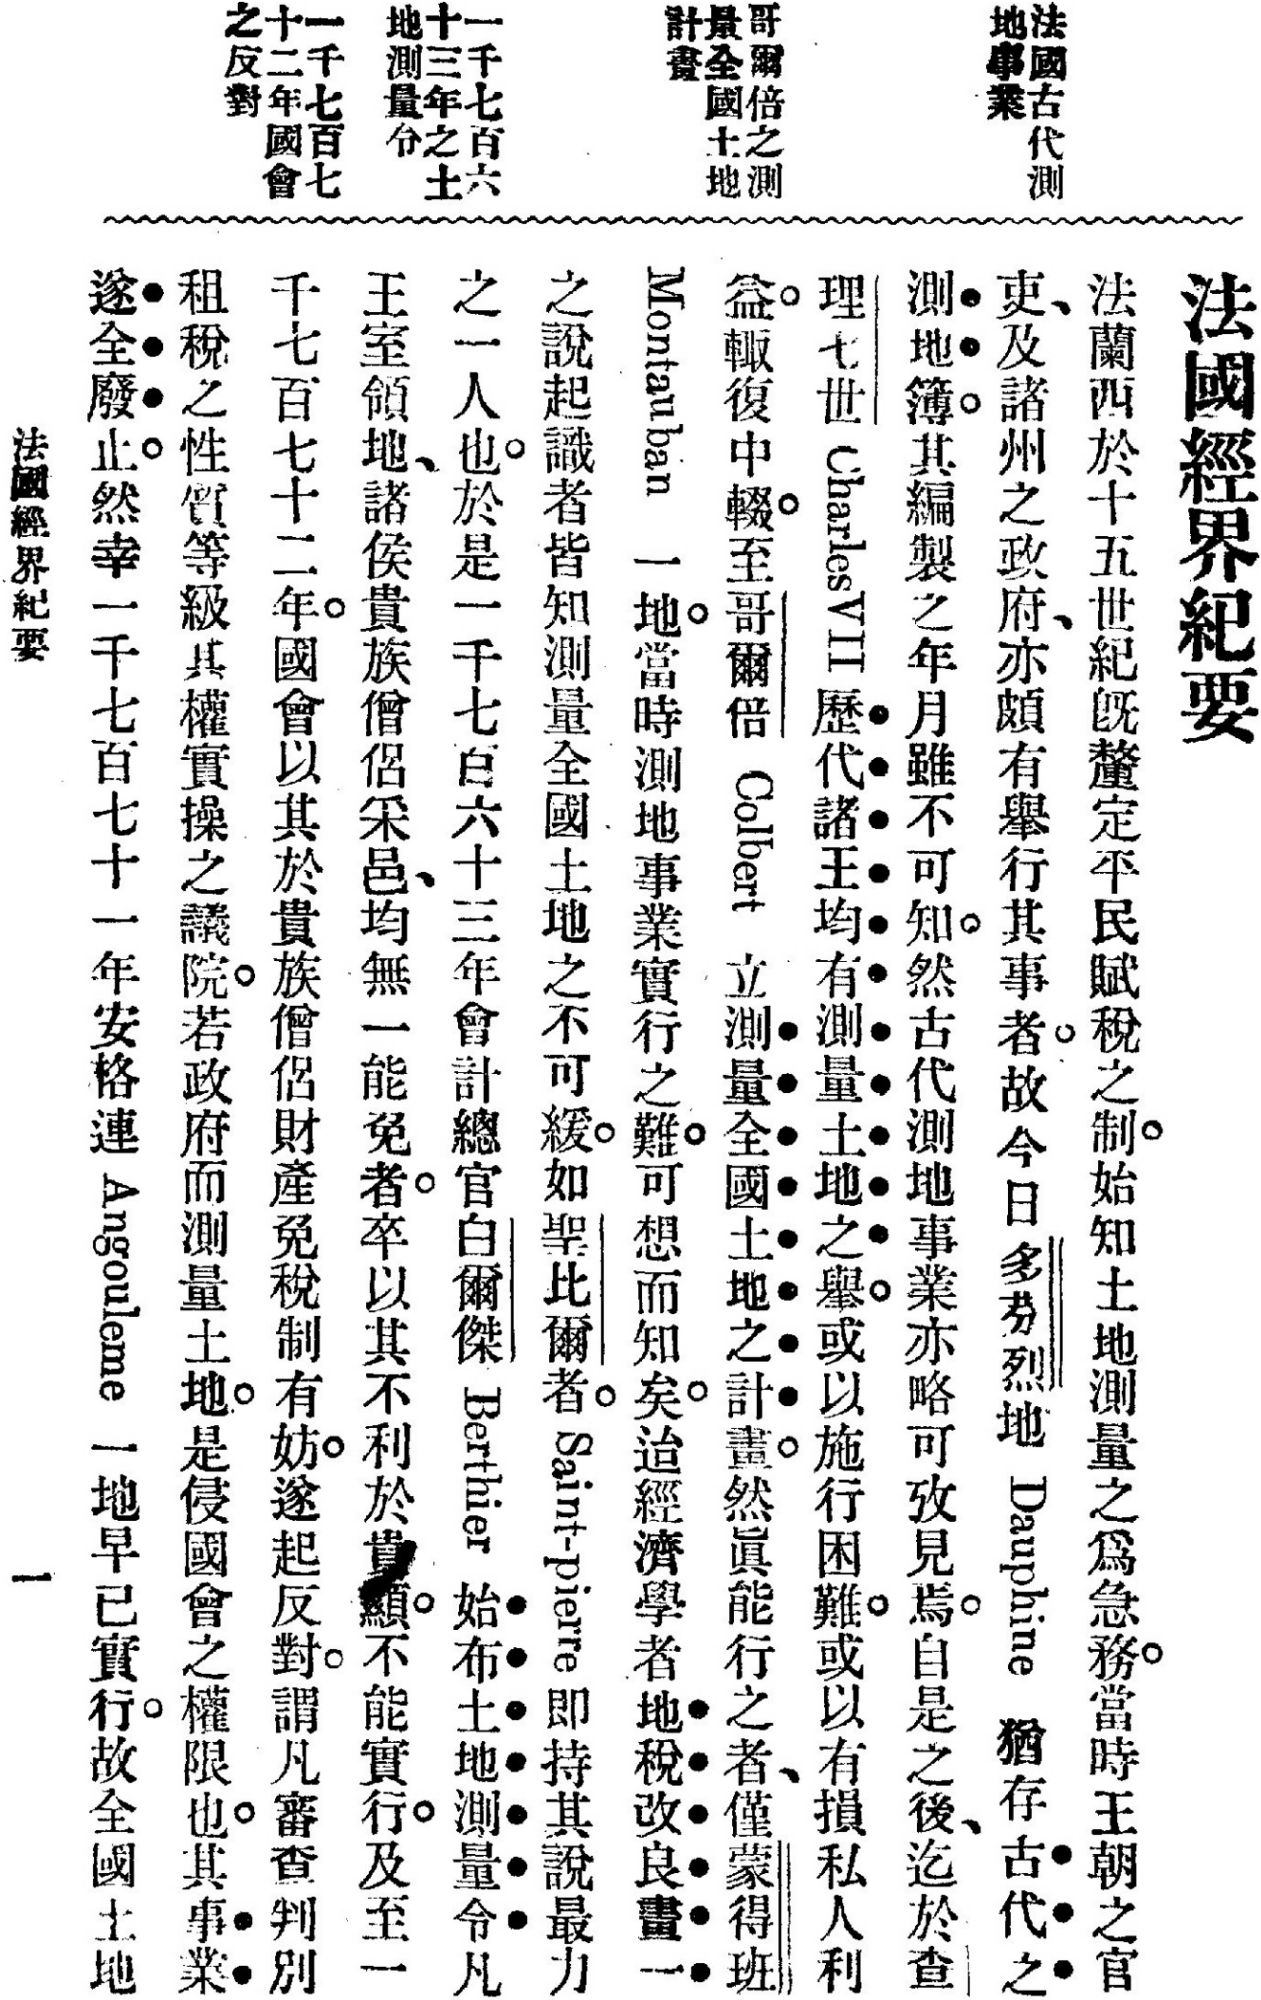 法國古代測
地事業
哥爾倍之測
量全國土地
計畫
一千七百六
十三年之土
地測量令
一千七百七
十二年國會
之反對
法國經界紀要
法蘭西於十五世紀旣釐定平民賦稅之制。始知土地測量之爲急務。當時王朝之官
吏、及諸州之政府、亦頗有舉行其事者。故今日多芬烈地 Dauphine 猶存古代之
測地簿。其編製之年月雖不可知。然古代測地事業亦略可攷見焉。自是之後、迄於查
理七世 Charles VII 歷代諸王均有測量土地之舉。或以施行困難。或以有損私人利
益。輙復中輟。至哥爾倍 Colbert 立測量全國土地之計畫。然眞能行之者、僅蒙得班
Montauban 一地。當時測地事業實行之難。可想而知矣。迨經濟學者地稅改良畫一
之說起識者皆知測量全國土地之不可緩。如聖比爾者。Saint-pierre 即持其說最力
之一人也。於是一千七百六十三年會計總官白爾傑 Berthier 始布土地測量令凡
王室領地、諸侯貴族僧侶采邑、均無一能免者。卒以其不利於貴顯。不能實行。及至一
千七百七十二年。國會以其於貴族僧侶財產免稅制有妨。遂起反對。謂凡審查判別
租稅之性質等級其權實操之議院。若政府而測量土地。是侵國會之權限也。其事業
遂全廢止。然幸一千七百七十一年安格連 Angouleme 一地早已實行。故全國土地
法國經界紀要
一